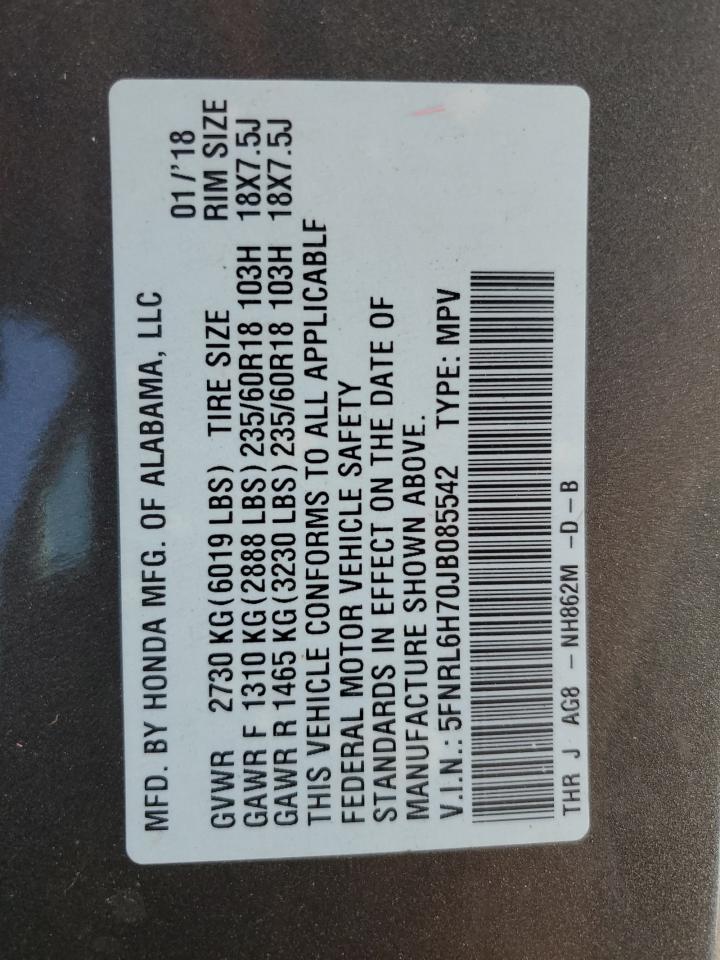 MFD. BY HONDA MFG. OF ALABAMA, LLC
01/'18
GVWR 2730 KG(6019 LBS) TIRE SIZE RIM SIZE
GAWR F 1310 KG(2888 LBS)235/60R18 103H 18X7.5J
GAWR R 1465 KG(3230 LBS)235/60R18 103H 18X7.5J
THIS VEHICLE CONFORMS TO ALL APPLICABLE
FEDERAL MOTOR VEHICLE SAFETY
STANDARDS IN EFFECT ON THE DATE OF
MANUFACTURE SHOWN ABOVE.
V.I.N.: 5FNRL6H70JB085542 TYPE: MPV
THR J AG8 - NH862M -D-B